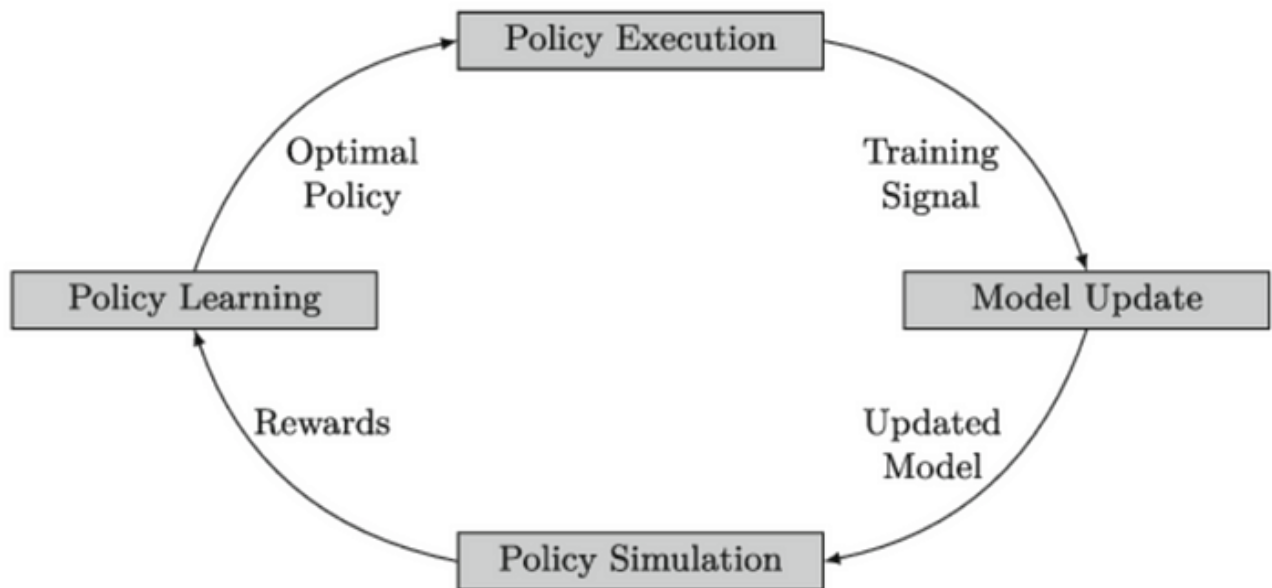 Policy Execution
Optimal
Policy
Training
Signal
Policy Learning
Model Update
Rewards
Updated
Model
Policy Simulation